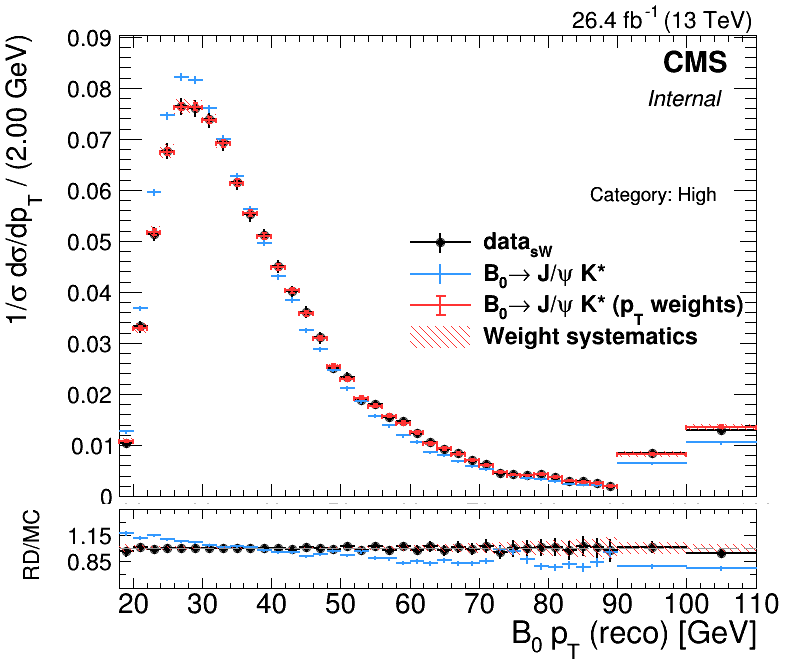 26.4 fb⁻¹ (13 TeV)
CMS
Internal
Category: High
data_sW
B₀→ J/ψ K*
B₀→ J/ψ K* (p_T weights)
Weight systematics
1/σ dσ/dp_T / (2.00 GeV)
0.09
0.08
0.07
0.06
0.05
0.04
0.03
0.02
0.01
0
RD/MC
1.15
0.85
20 30 40 50 60 70 80 90 100 110
B₀ p_T (reco) [GeV]